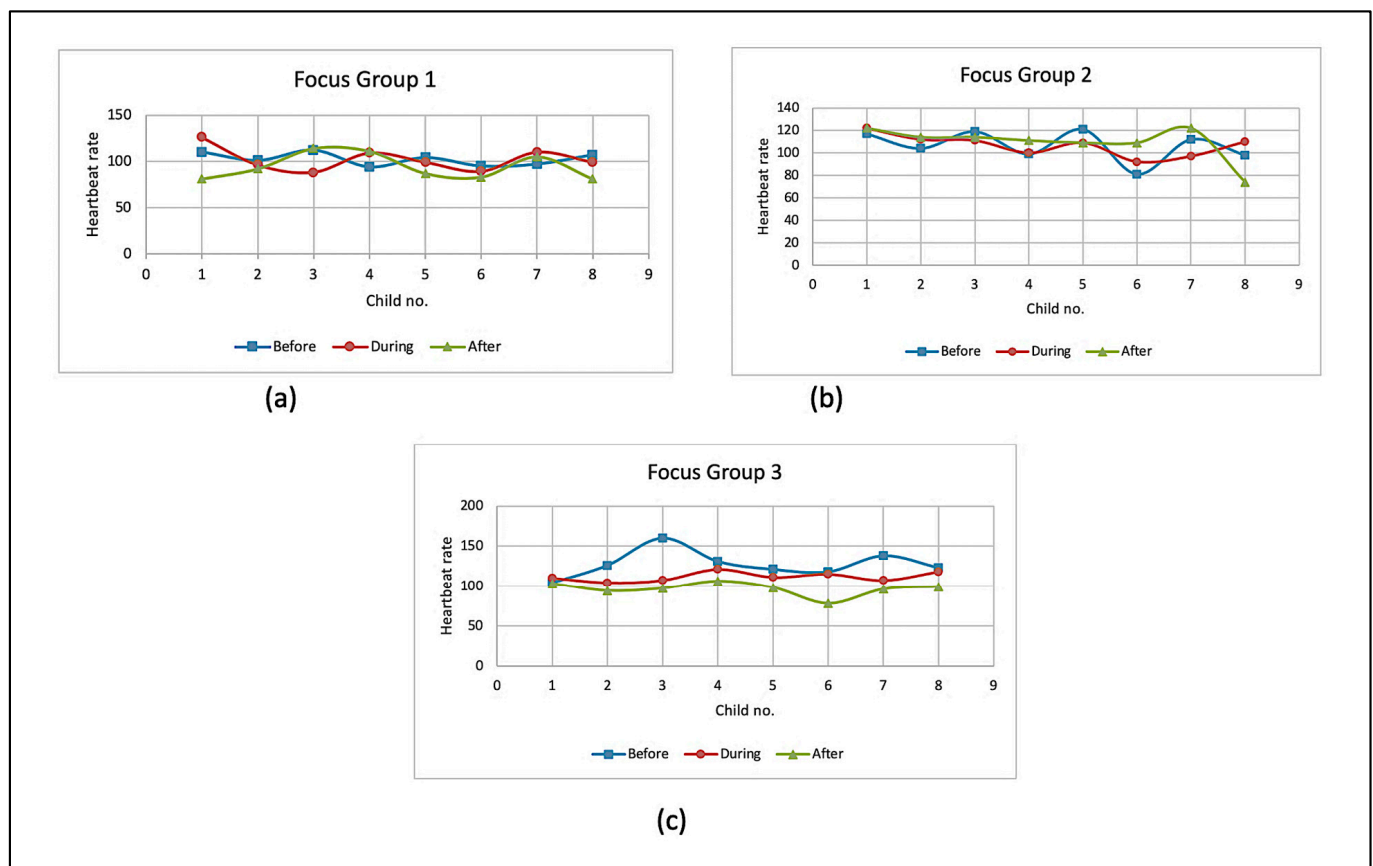 Focus Group 1
150
100
50
0
Heartbeat rate
0 1 2 3 4 5 6 7 8 9
Child no.
Before During After
(a)
Focus Group 2
140
120
100
80
60
40
20
0
Heartbeat rate
0 1 2 3 4 5 6 7 8 9
Child no.
Before During After
(b)
Focus Group 3
200
150
100
50
0
Heartbeat rate
0 1 2 3 4 5 6 7 8 9
Child no.
Before During After
(c)